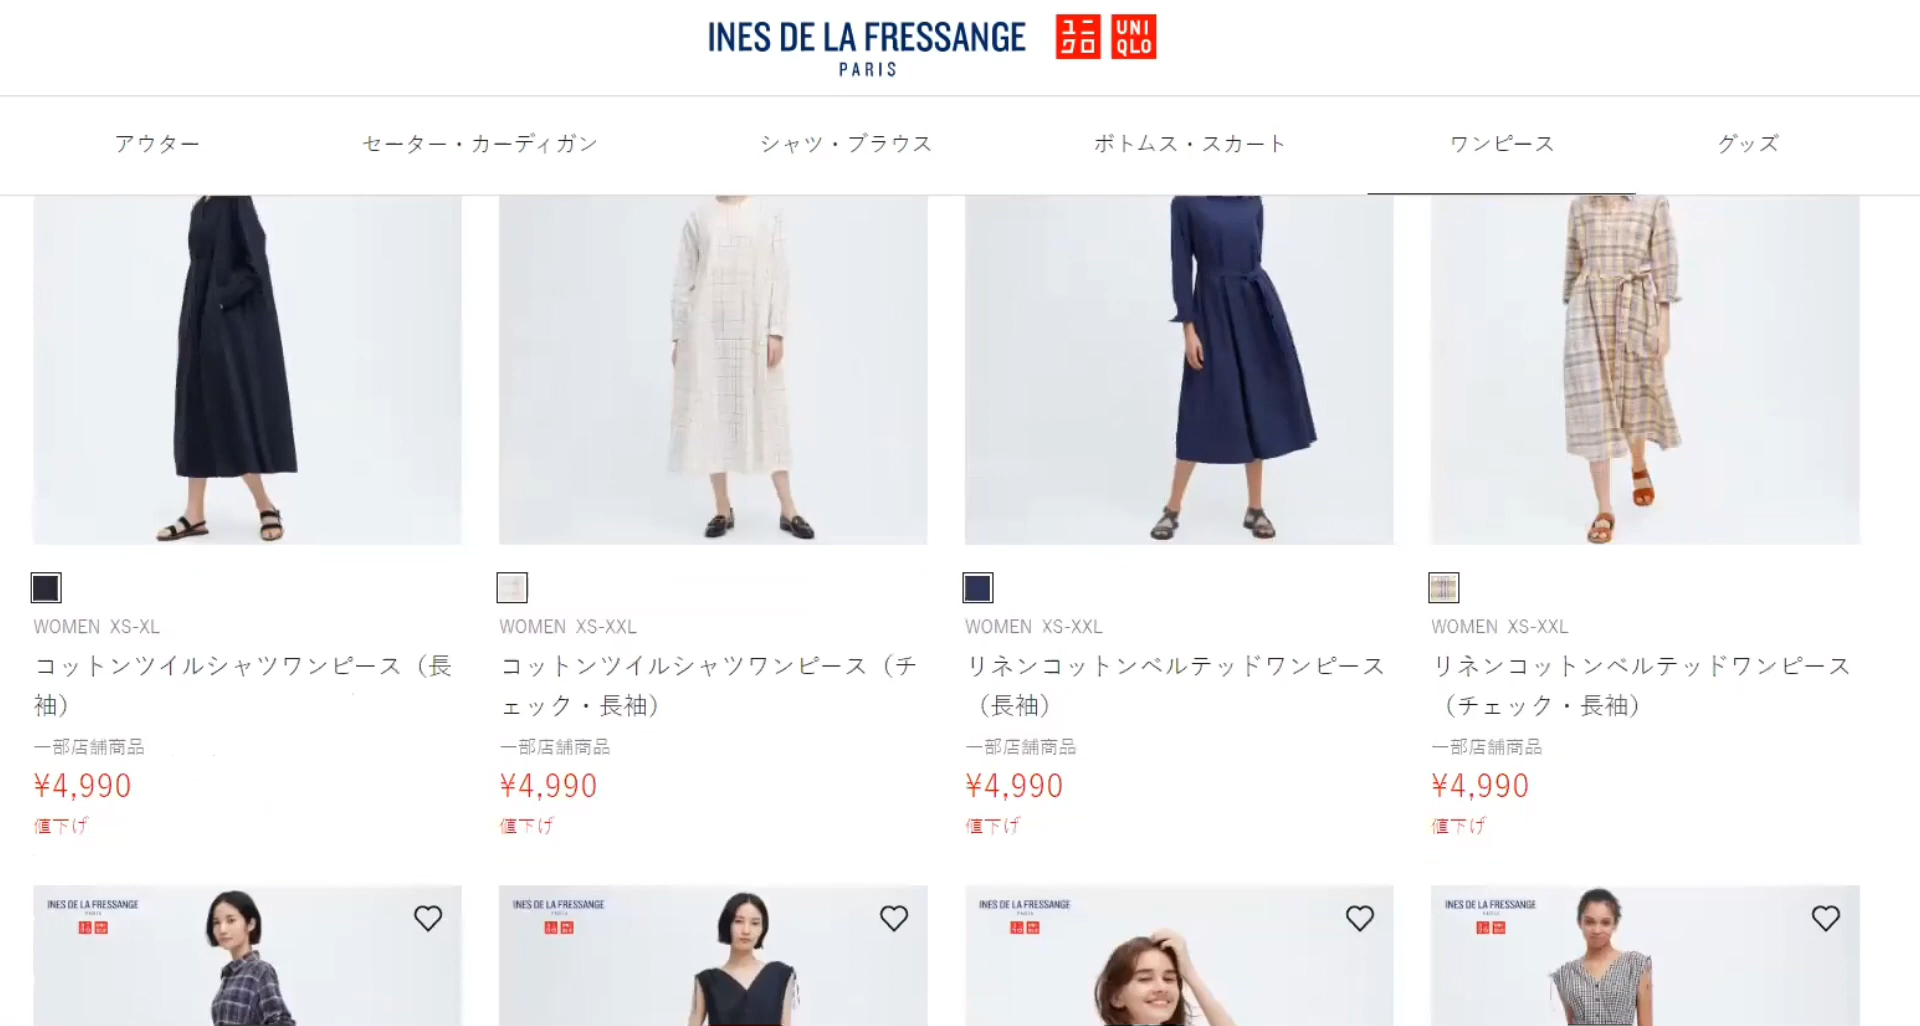 INES DE LA FRESSANGE
PARIS
ユニクロ
UNIQLO
アウター
セーター・カーディガン
シャツ・ブラウス
ボトムス・スカート
ワンピース
グッズ
WOMEN XS-XL
コットンツイルシャツワンピース（長
袖）
一部店舗商品
¥4,990
値下げ
WOMEN XS-XXL
コットンツイルシャツワンピース（チ
ェック・長袖）
一部店舗商品
¥4,990
値下げ
WOMEN XS-XXL
リネンコットンベルテッドワンピース
（長袖）
一部店舗商品
¥4,990
値下げ
WOMEN XS-XXL
リネンコットンベルテッドワンピース
（チェック・長袖）
一部店舗商品
¥4,990
値下げ
INES DE LA FRESSANGE
PARIS
INES DE LA FRESSANGE
PARIS
INES DE LA FRESSANGE
PARIS
INES DE LA FRESSANGE
PARIS